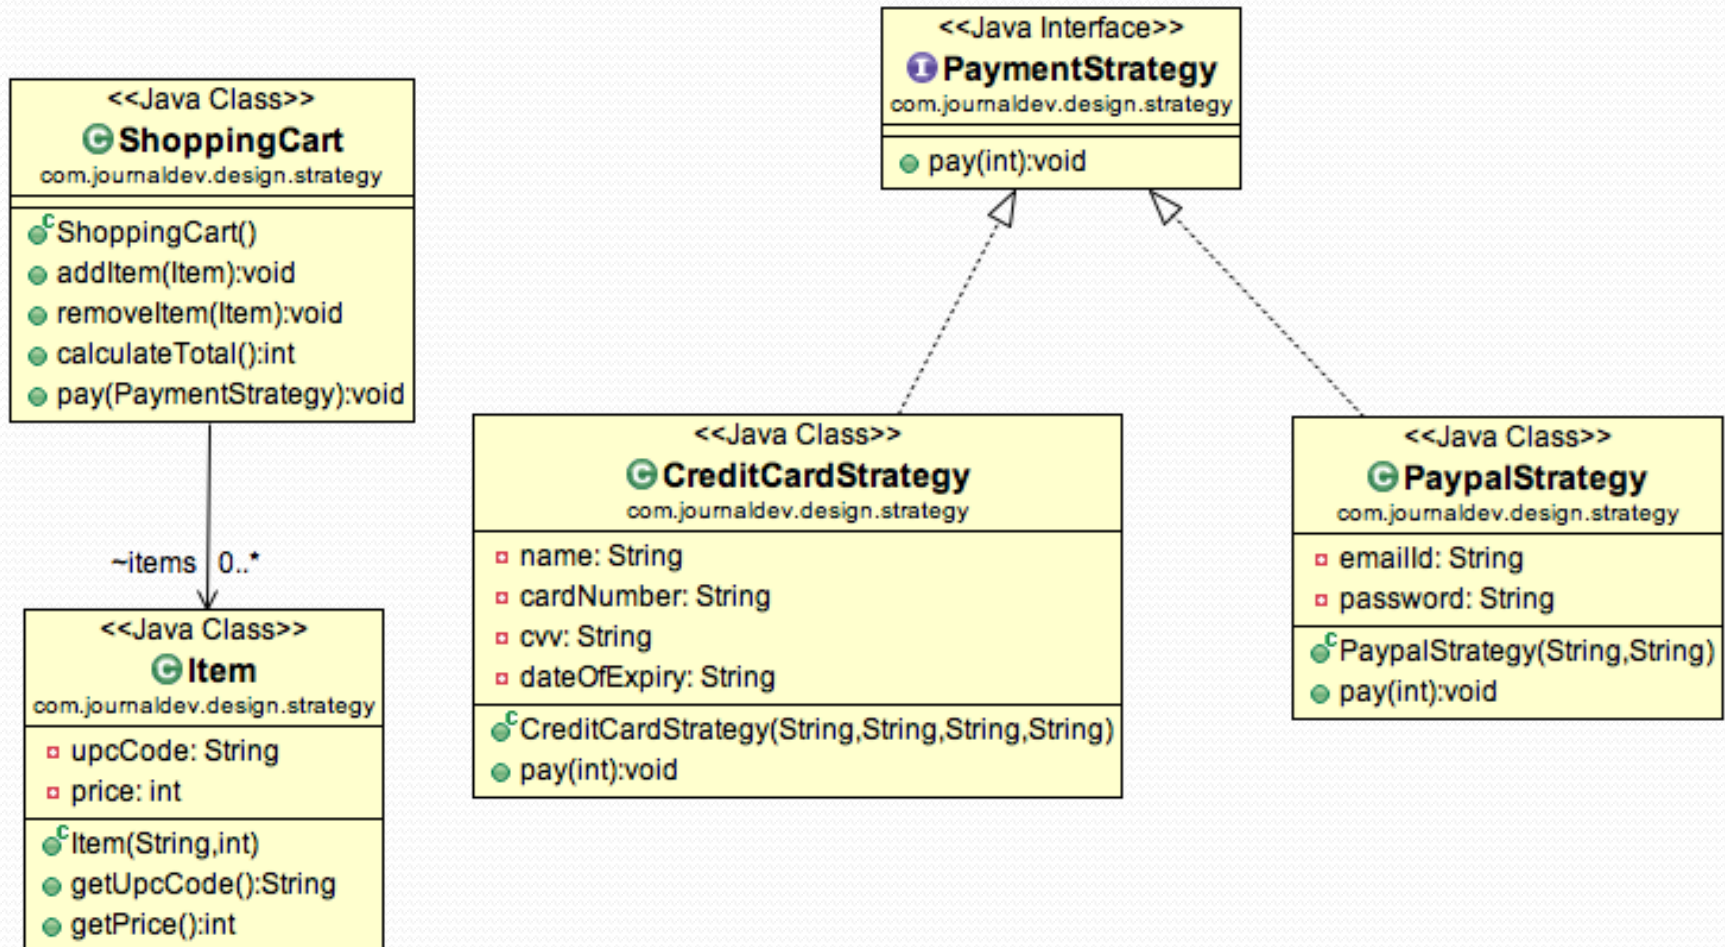 <<Java Class>>
ShoppingCart
com.journaldev.design.strategy
ShoppingCart()
addItem(Item):void
removeItem(Item):void
calculateTotal():int
pay(PaymentStrategy):void
~items 0..*
<<Java Class>>
Item
com.journaldev.design.strategy
upcCode: String
price: int
Item(String,int)
getUpcCode():String
getPrice():int
<<Java Interface>>
PaymentStrategy
com.journaldev.design.strategy
pay(int):void
<<Java Class>>
CreditCardStrategy
com.journaldev.design.strategy
name: String
cardNumber: String
cvv: String
dateOfExpiry: String
CreditCardStrategy(String,String,String,String)
pay(int):void
<<Java Class>>
PaypalStrategy
com.journaldev.design.strategy
emailId: String
password: String
PaypalStrategy(String,String)
pay(int):void